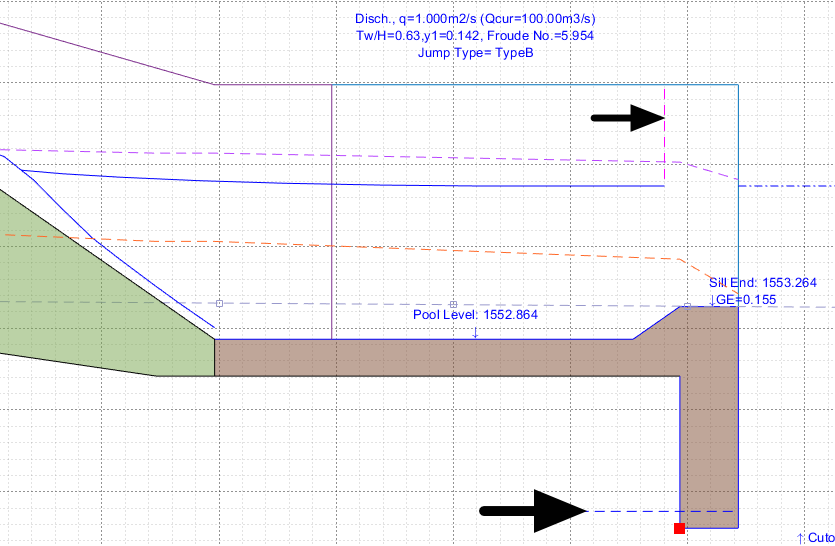 Disch., q=1.000m2/s (Qcur=100.00m3/s)
Tw/H=0.63,y1=0.142, Froude No.=5.954
Jump Type= TypeB
Sill End: 1553.264
↓GE=0.155
Pool Level: 1552.864
↓
↑ Cuto